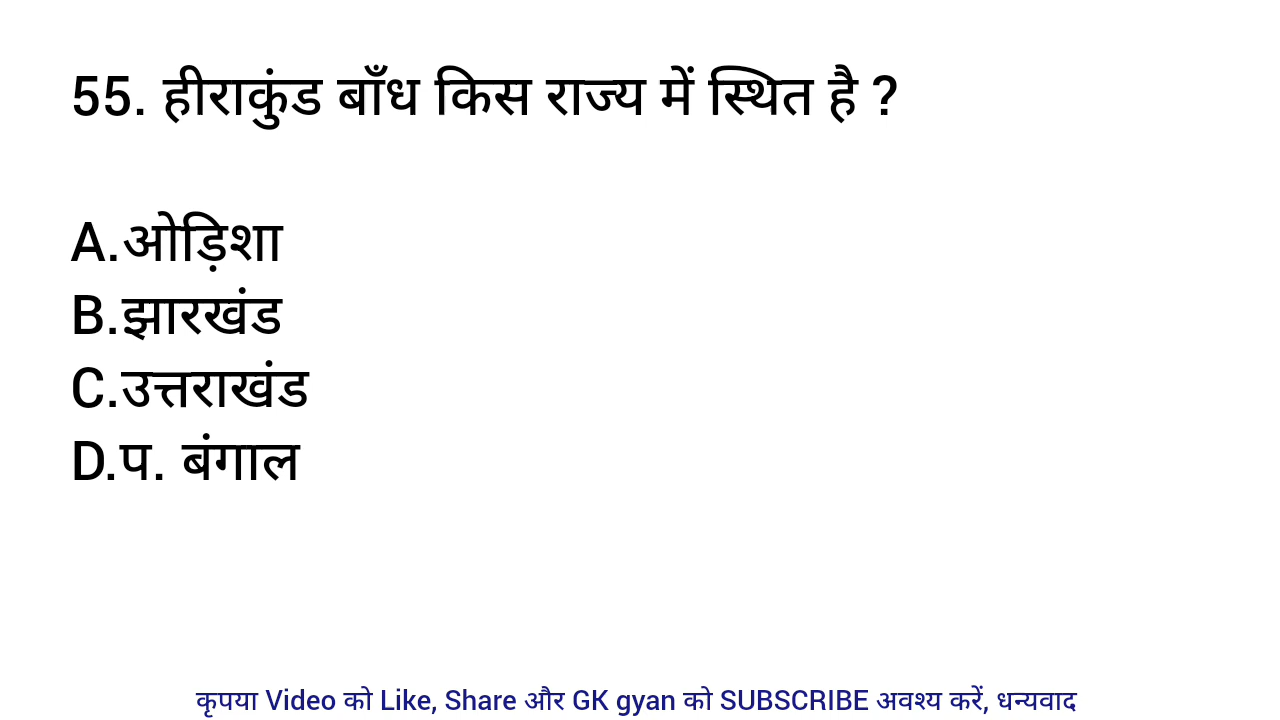 55. हीराकुंड बाँध किस राज्य में स्थित है ?
A.ओड़िशा
B.झारखंड
C.उत्तराखंड
D.प. बंगाल
कृपया Video को Like, Share और GK gyan को SUBSCRIBE अवश्य करें, धन्यवाद